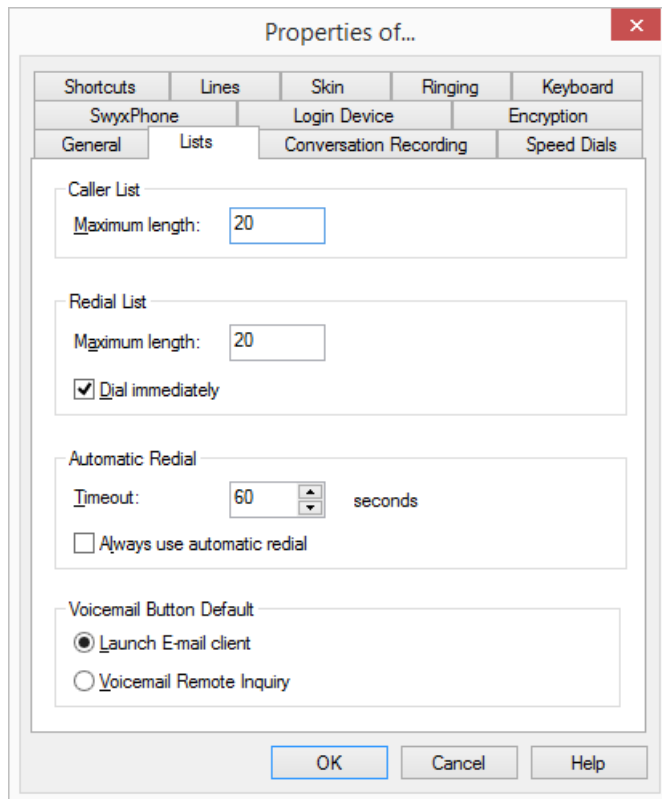 Properties of...
Shortcuts Lines Skin Ringing Keyboard
SwyxPhone Login Device Encryption
General Lists Conversation Recording Speed Dials
Caller List
Maximum length: 20
Redial List
Maximum length: 20
Dial immediately
Automatic Redial
Timeout: 60 seconds
Always use automatic redial
Voicemail Button Default
Launch E-mail client
Voicemail Remote Inquiry
OK Cancel Help